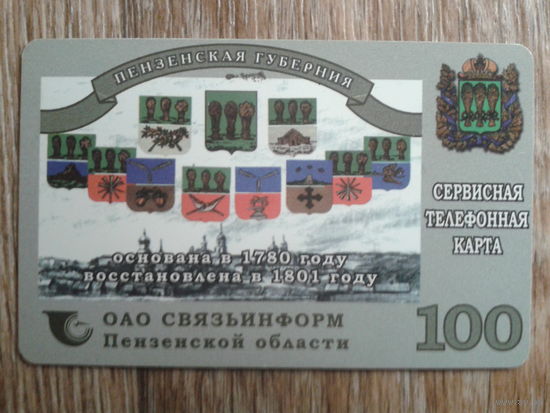 ПЕНЗЕНСКАЯ ГУБЕРНИЯ
СЕРВИСНАЯ
ТЕЛЕФОННАЯ
КАРТА
основана в 1780 году
восстановлена в 1801 году
ОАО СВЯЗЬИНФОРМ
Пензенской области
100